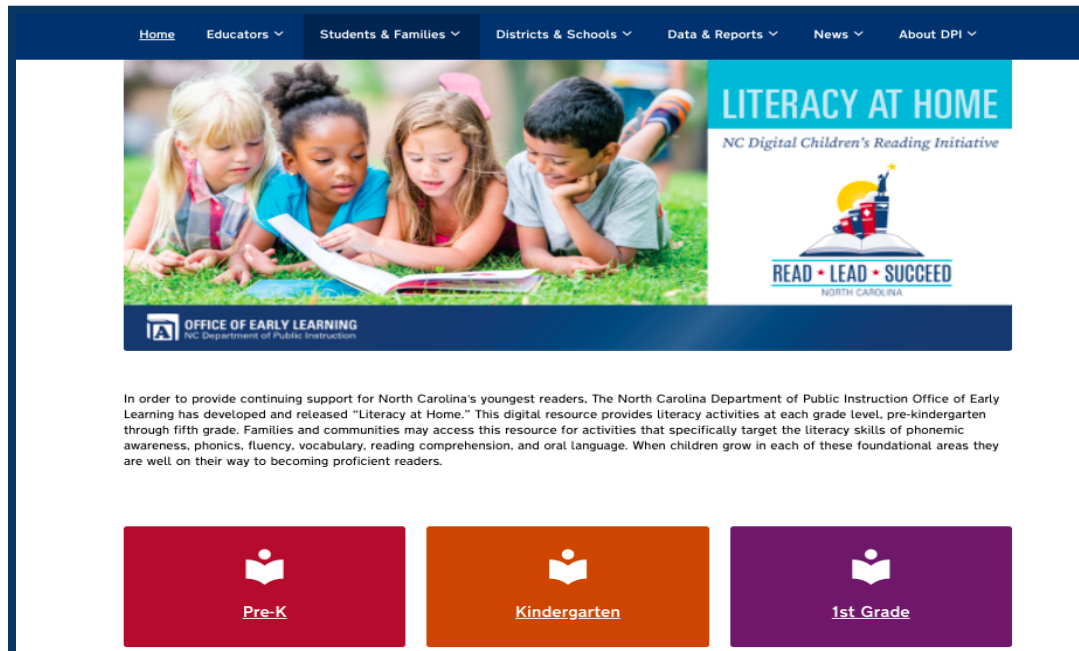 Home Educators Students & Families Districts & Schools Data & Reports News About DPI
LITERACY AT HOME
NC Digital Children's Reading Initiative
READ ★ LEAD ★ SUCCEED
NORTH CAROLINA
A
OFFICE OF EARLY LEARNING
NC Department of Public Instruction
In order to provide continuing support for North Carolina's youngest readers, The North Carolina Department of Public Instruction Office of Early
Learning has developed and released “Literacy at Home.” This digital resource provides literacy activities at each grade level, pre-kindergarten
through fifth grade. Families and communities may access this resource for activities that specifically target the literacy skills of phonemic
awareness, phonics, fluency, vocabulary, reading comprehension, and oral language. When children grow in each of these foundational areas they
are well on their way to becoming proficient readers.
Pre-K Kindergarten 1st Grade